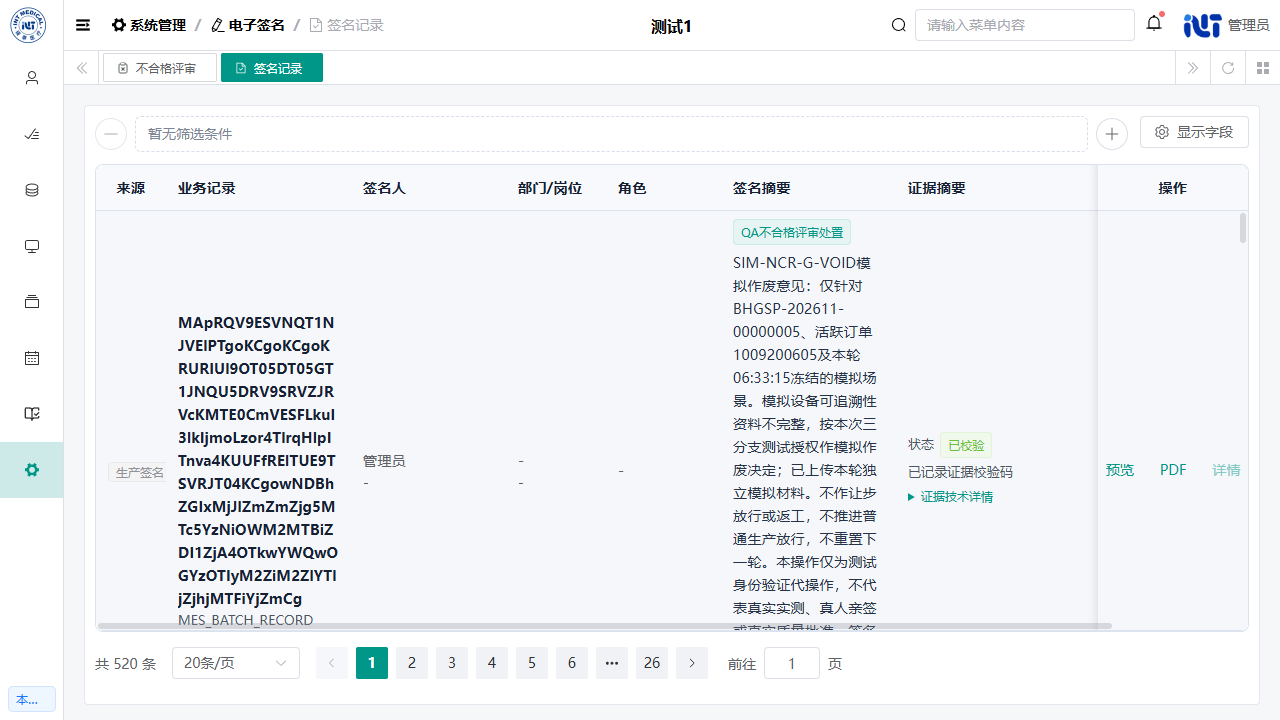 系统管理 / 电子签名 / 签名记录
测试1
请输入菜单内容
管理员
不合格评审
签名记录
暂无筛选条件
显示字段
来源 业务记录 签名人 部门/岗位 角色 签名摘要 证据摘要 操作
生产签名
MApRQV9ESVNQT1N
JVElPTgoKCgoKCgoK
RURlUl9OT05DT05GT
1JNQU5DRV9SRVZJR
VcKMTE0CmVESFLkuI
3lkIjmoLzor4TlrqHlpI
Tnva4KUUFfRElTUE9T
SVRJT04KCgowNDBh
ZGIxMjJlZmZmZjg5M
Tc5YzNiOWM2MTBiZ
DI1ZjA4OTkwYWQwO
GYzOTIyM2ZiM2ZlYTl
jZjhjMTFiYjZmCg
MES_BATCH_RECORD
管理员
-
-
-
-
QA不合格评审处置
SIM-NCR-G-VOID模
拟作废意见：仅针对
BHGSP-202611-
00000005、活跃订单
1009200605及本轮
06:33:15冻结的模拟场
景。模拟设备可追溯性
资料不完整，按本次三
分支测试授权作模拟作
废决定；已上传本轮独
立模拟材料。不作让步
放行或返工，不推进普
通生产放行，不重置下
一轮。本操作仅为测试
身份验证代操作，不代
表真实实测、真人亲签
或真实质量批准。签名
状态 已校验
已记录证据校验码
证据技术详情
预览 PDF 详情
共 520 条 20条/页 1 2 3 4 5 6 ••• 26 前往 1 页
本...